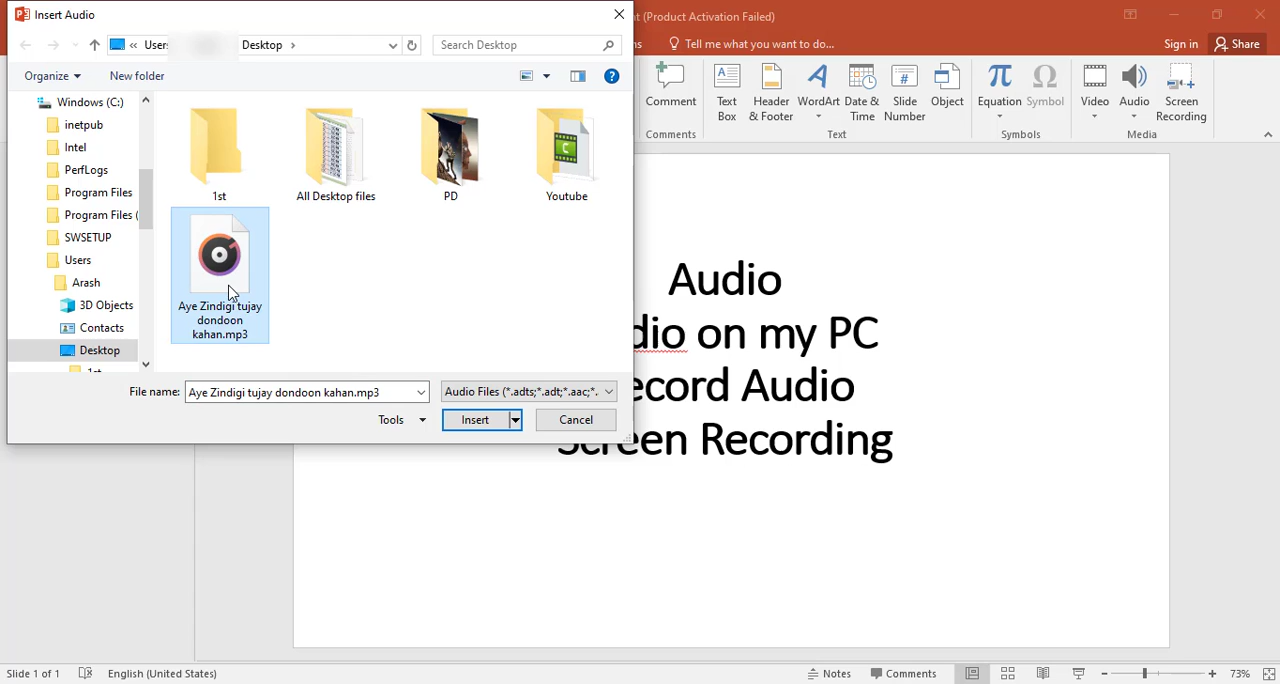 Insert Audio
nt (Product Activation Failed)
« Users
Desktop >
Search Desktop
ns
Tell me what you want to do...
Sign in
Share
Organize
New folder
Windows (C:)
inetpub
Intel
PerfLogs
Program Files
Program Files (
SWSETUP
Users
Arash
3D Objects
Contacts
Desktop
1st
1st
All Desktop files
PD
Youtube
Aye Zindigi tujay
dondoon
kahan.mp3
File name:
Aye Zindigi tujay dondoon kahan.mp3
Audio Files (*.adts;*.adt;*.aac;*.
Tools
Insert
Cancel
Comment
Comments
Text
Box
Header
& Footer
WordArt
Date &
Time
Slide
Number
Object
Text
π
Equation
Ω
Symbol
Symbols
Video
Audio
Screen
Recording
Media
Audio
dio on my PC
ecord Audio
Screen Recording
Slide 1 of 1
English (United States)
Notes
Comments
73%